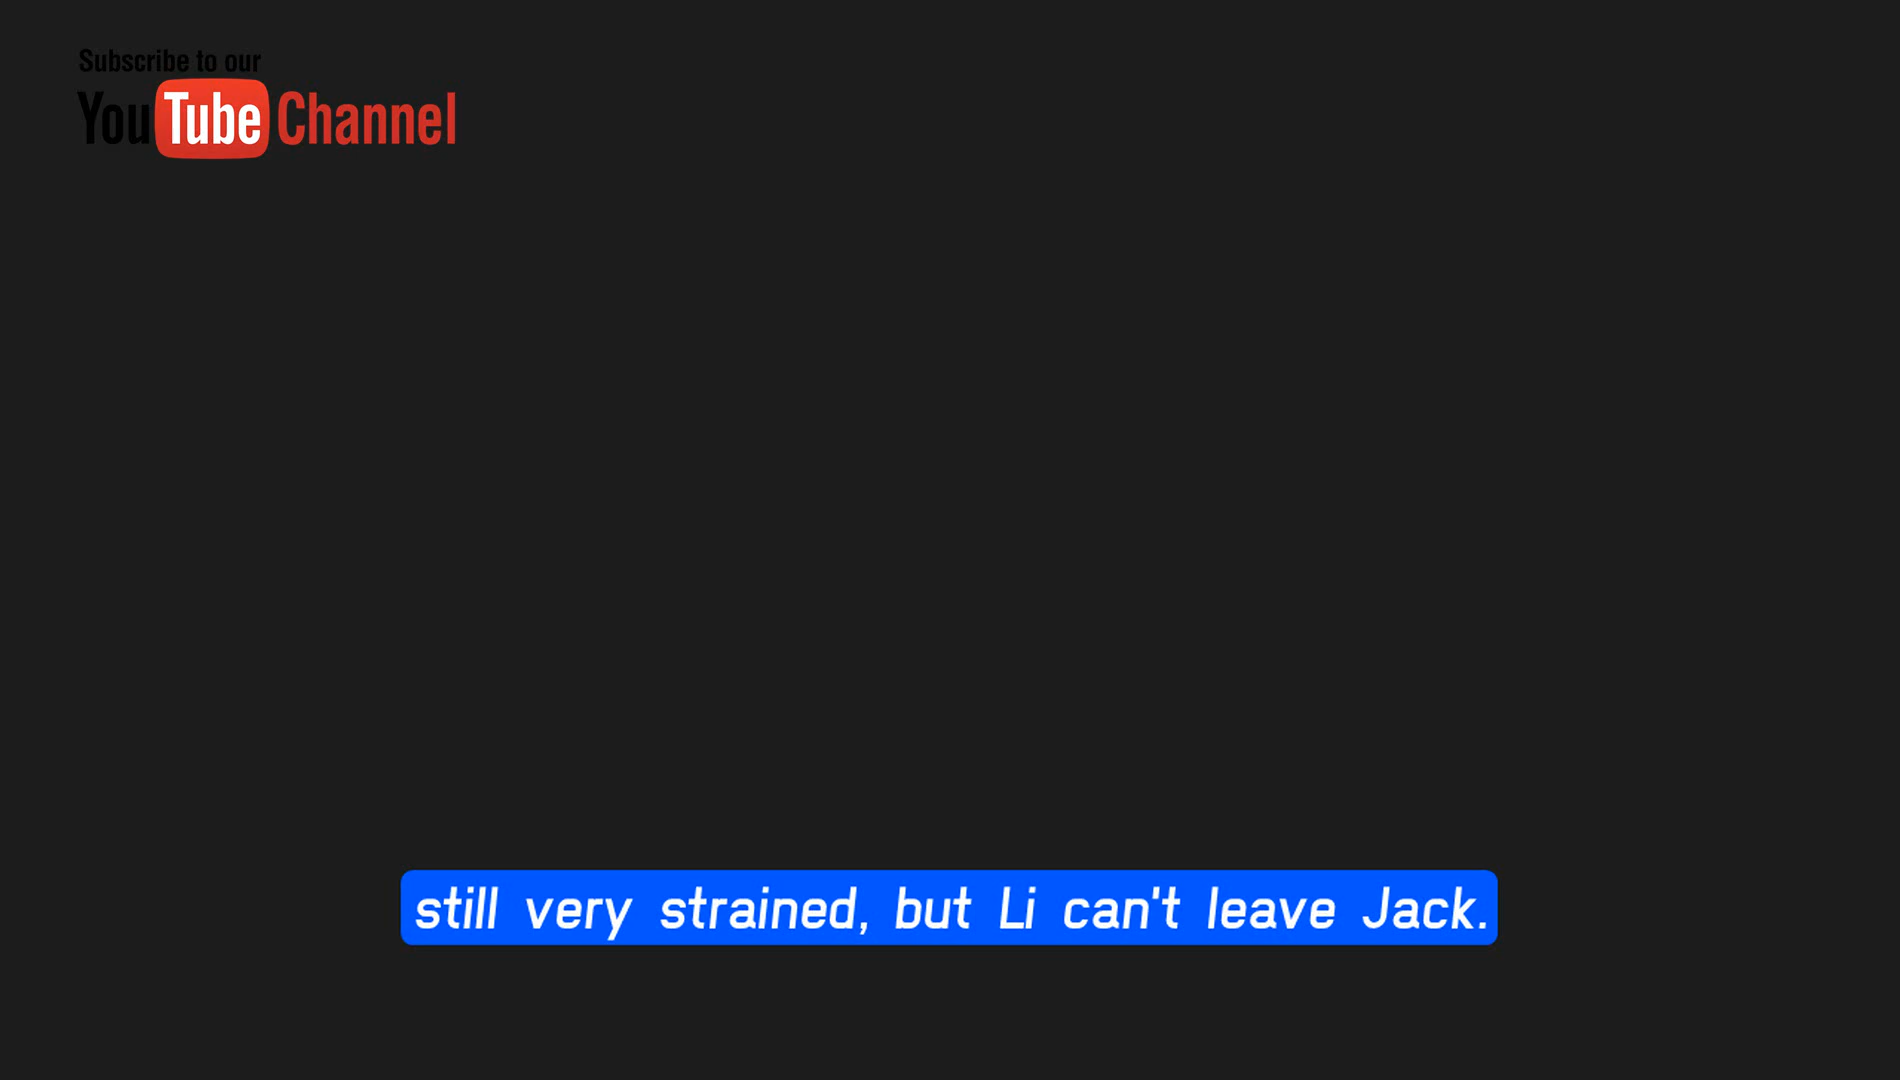 Subscribe to our
YouTube Channel
still very strained, but Li can't leave Jack.